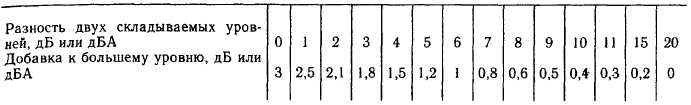 Разность двух складываемых уров-
ней, дБ или дБА 0 1 2 3 4 5 6 7 8 9 10 11 15 20
Добавка к большему уровню, дБ или
дБА 3 2,5 2,1 1,8 1,5 1,2 1 0,8 0,6 0,5 0,4 0,3 0,2 0